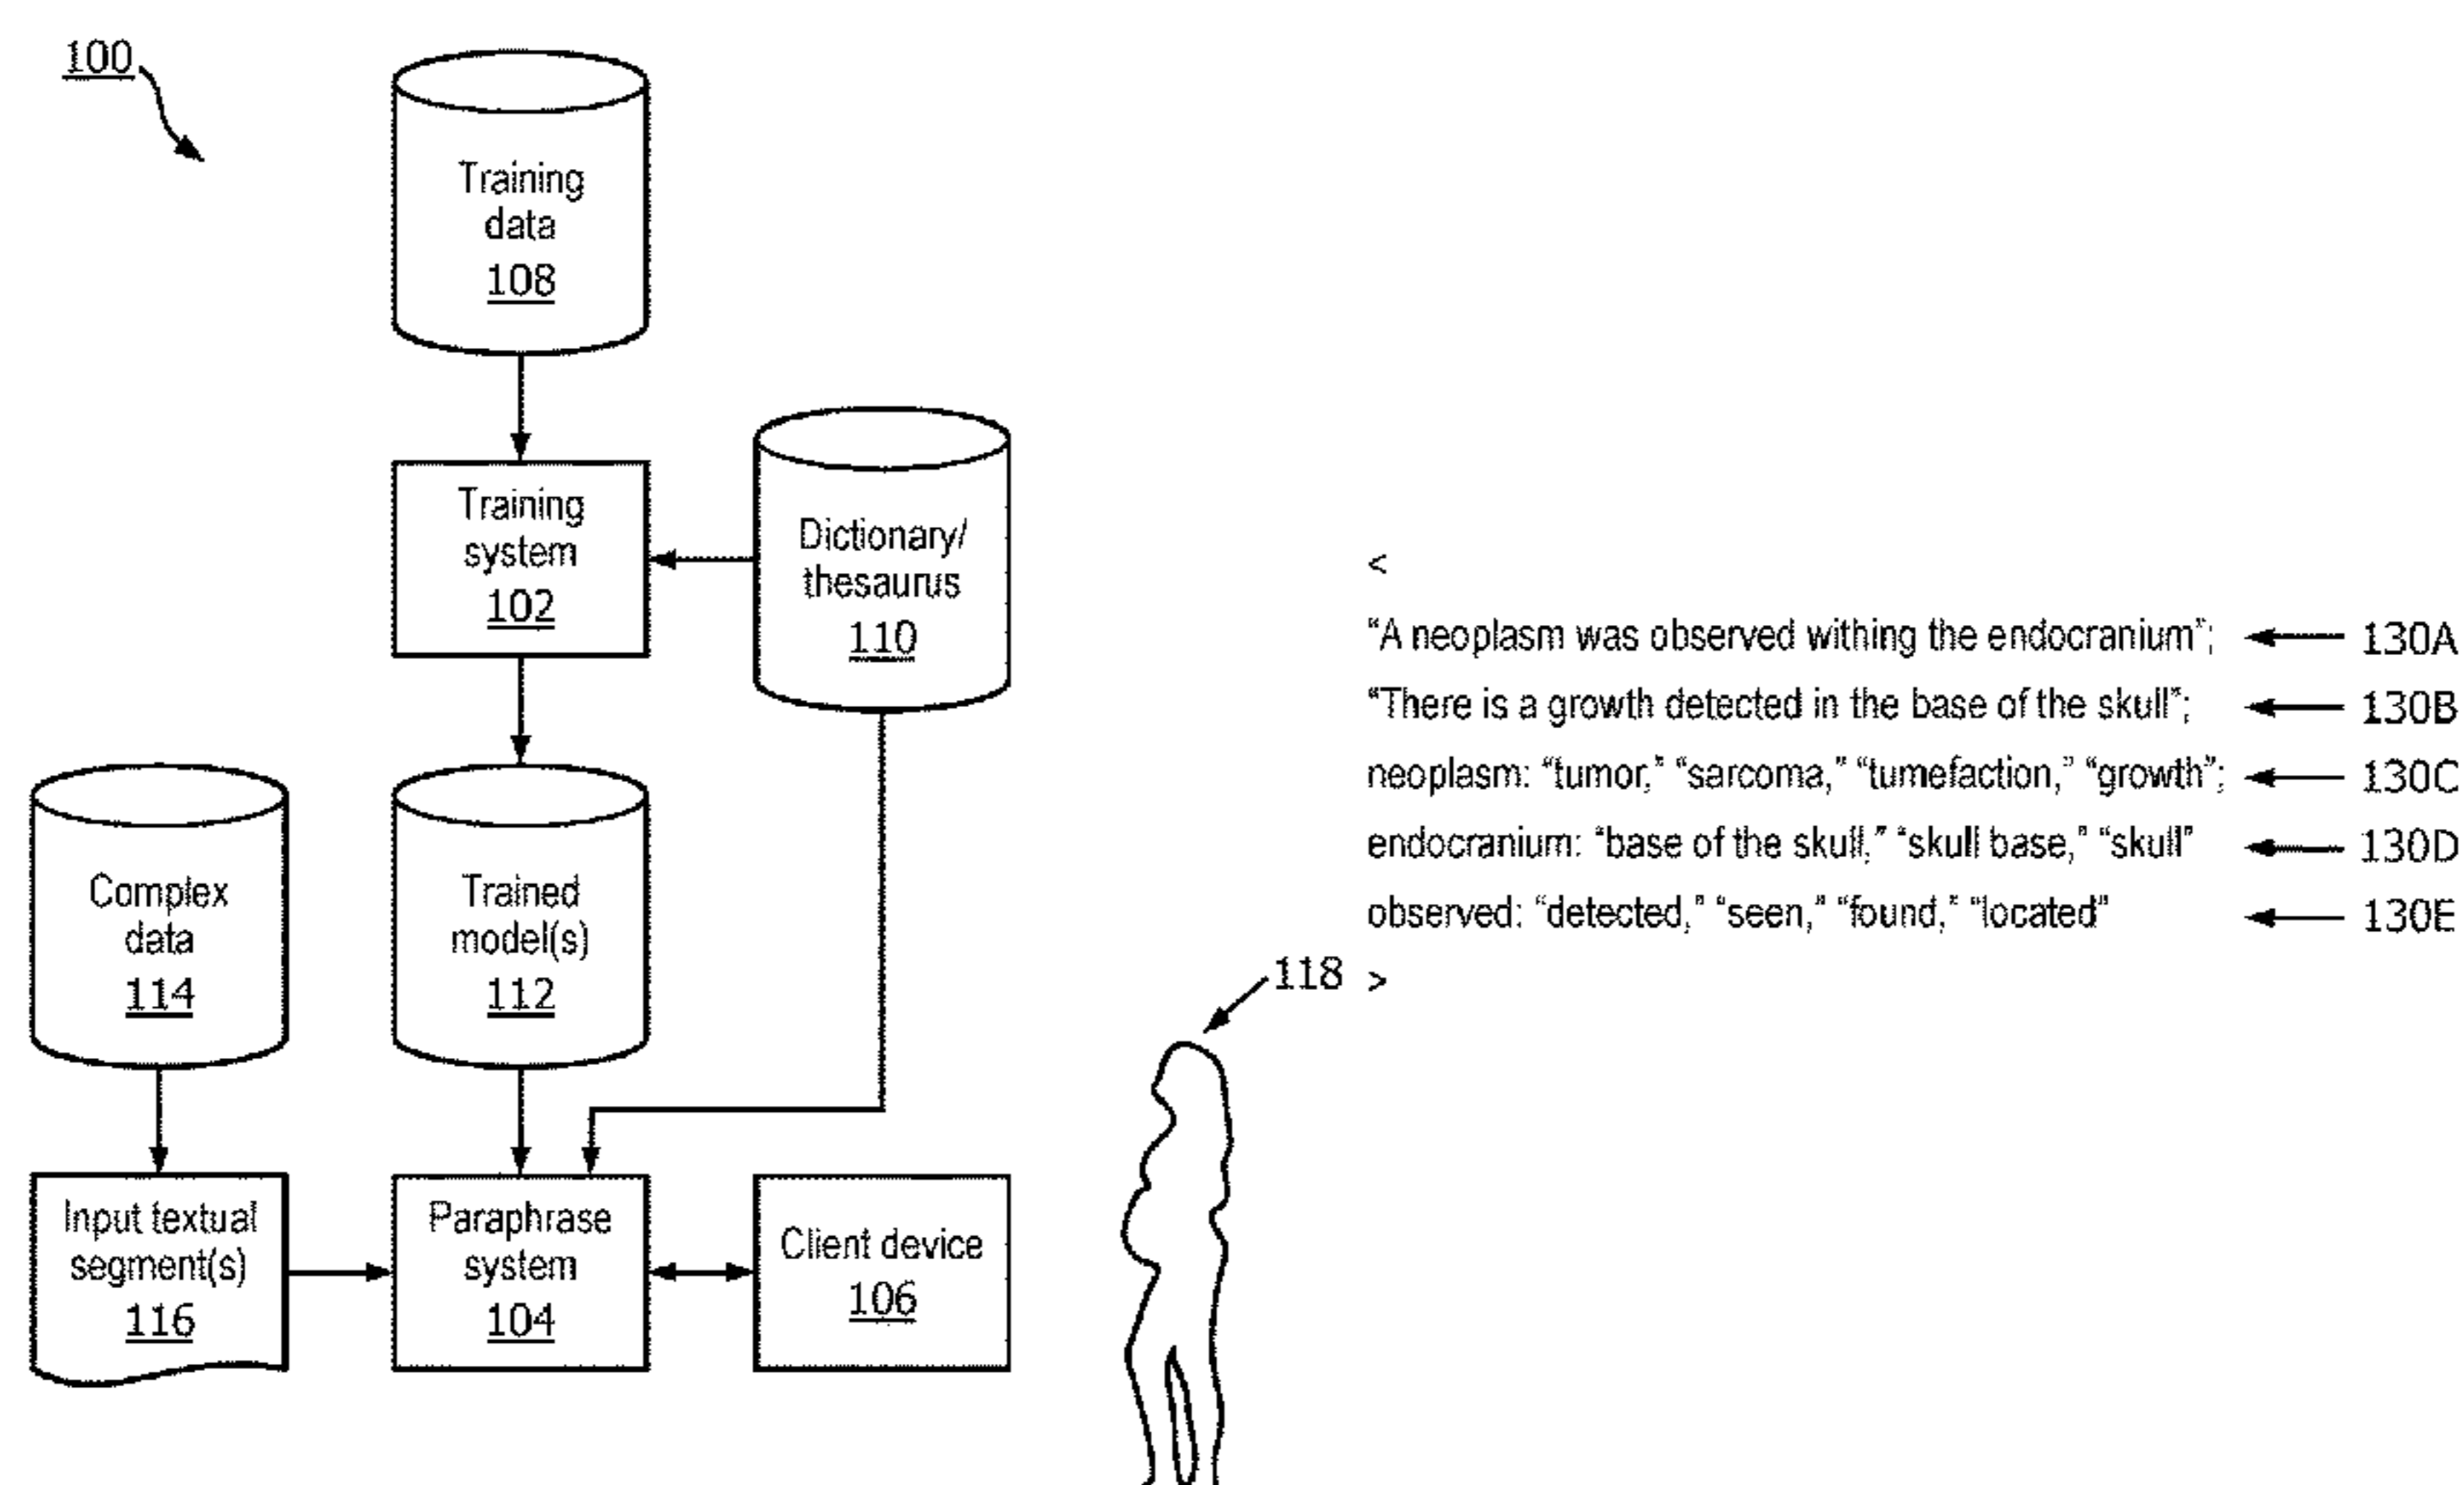 100
Training
data
108
Training
system
102
Dictionary/
thesaurus
110
Complex
data
114
Trained
model(s)
112
Input textual
segment(s)
116
Paraphrase
system
104
Client device
106
118
<
“A neoplasm was observed withing the endocranium”; 130A
“There is a growth detected in the base of the skull”; 130B
neoplasm: “tumor,” “sarcoma,” “tumefaction,” “growth”; 130C
endocranium: “base of the skull,” “skull base,” “skull” 130D
observed: “detected,” “seen,” “found,” “located” 130E
>